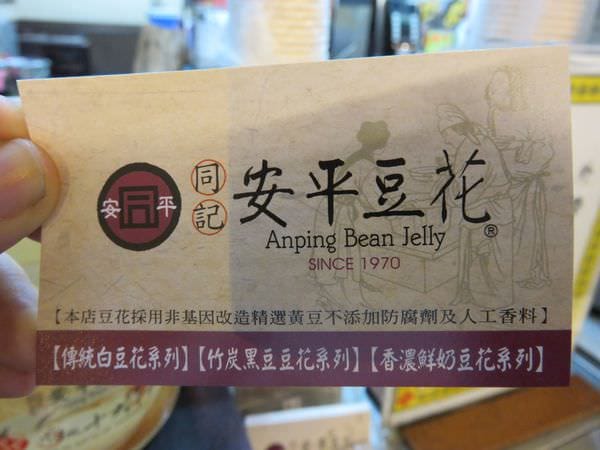 安同平
同記
安平豆花
®
Anping Bean Jelly
SINCE 1970
【本店豆花採用非基因改造精選黃豆不添加防腐劑及人工香料】
【傳統白豆花系列】【竹炭黑豆豆花系列】【香濃鮮奶豆花系列】